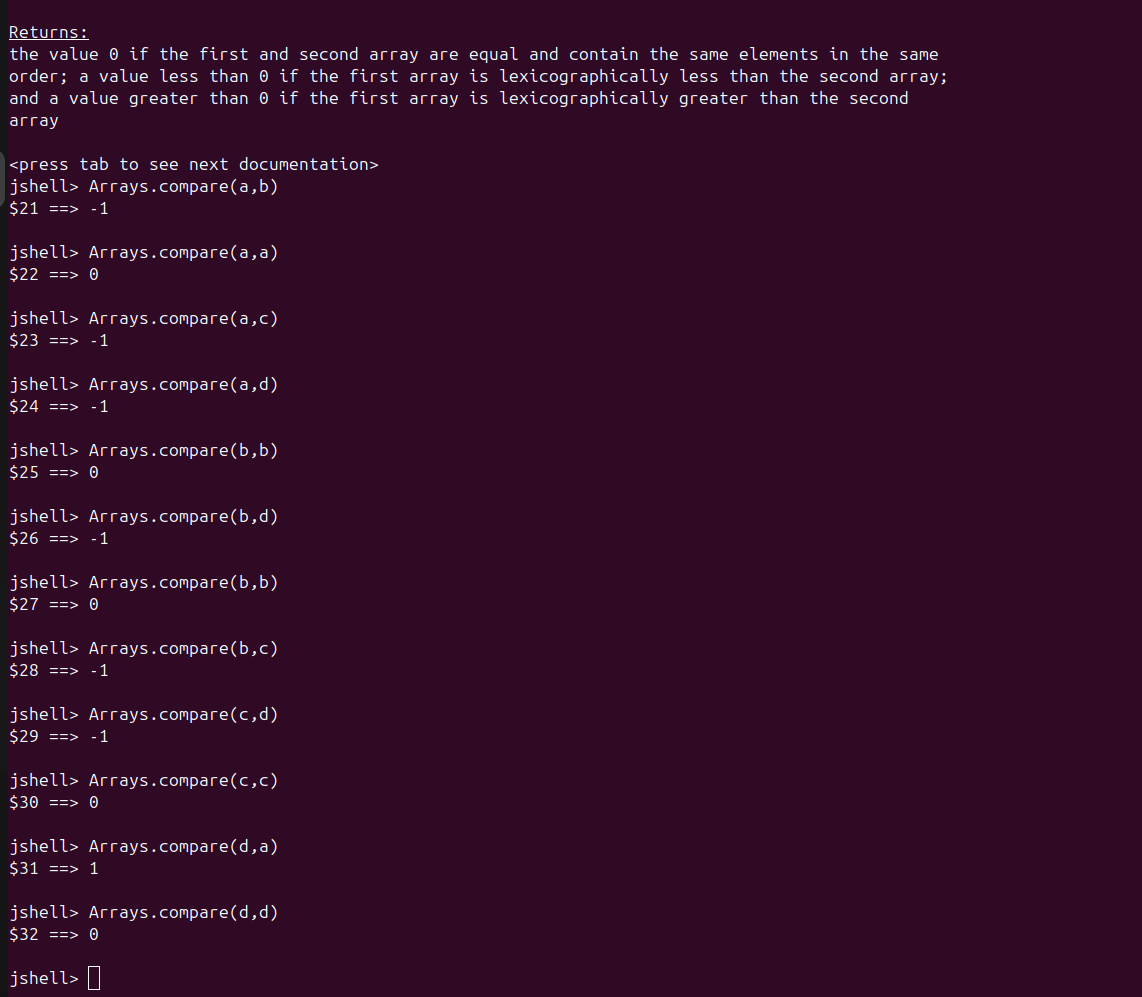 Returns:
the value 0 if the first and second array are equal and contain the same elements in the same
order; a value less than 0 if the first array is lexicographically less than the second array;
and a value greater than 0 if the first array is lexicographically greater than the second
array
<press tab to see next documentation>
jshell> Arrays.compare(a,b)
$21 ==> -1
jshell> Arrays.compare(a,a)
$22 ==> 0
jshell> Arrays.compare(a,c)
$23 ==> -1
jshell> Arrays.compare(a,d)
$24 ==> -1
jshell> Arrays.compare(b,b)
$25 ==> 0
jshell> Arrays.compare(b,d)
$26 ==> -1
jshell> Arrays.compare(b,b)
$27 ==> 0
jshell> Arrays.compare(b,c)
$28 ==> -1
jshell> Arrays.compare(c,d)
$29 ==> -1
jshell> Arrays.compare(c,c)
$30 ==> 0
jshell> Arrays.compare(d,a)
$31 ==> 1
jshell> Arrays.compare(d,d)
$32 ==> 0
jshell>